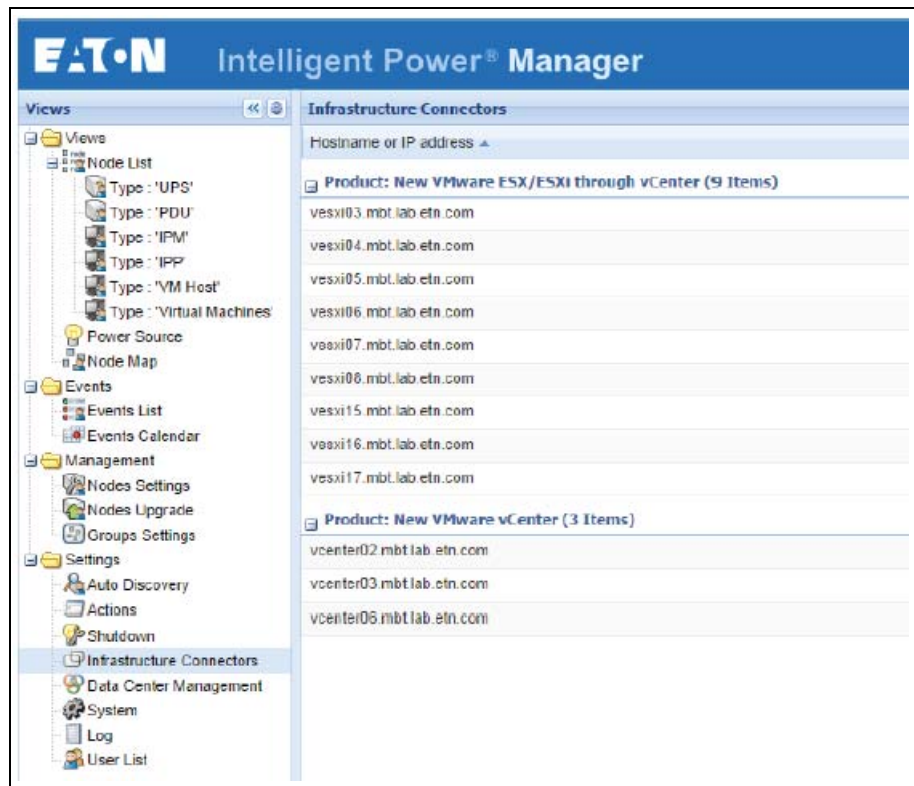 EATON Intelligent Power® Manager
Views
Views
Node List
Type : 'UPS'
Type : 'PDU'
Type : 'IPM'
Type : 'IPP'
Type : 'VM Host'
Type : 'Virtual Machines'
Power Source
Node Map
Events
Events List
Events Calendar
Management
Nodes Settings
Nodes Upgrade
Groups Settings
Settings
Auto Discovery
Actions
Shutdown
Infrastructure Connectors
Data Center Management
System
Log
User List
Infrastructure Connectors
Hostname or IP address
Product: New VMware ESX/ESXi through vCenter (9 Items)
vesxi03.mbt.lab.etn.com
vesxi04.mbt.lab.etn.com
vesxi05.mbt.lab.etn.com
vesxi06.mbt.lab.etn.com
vesxi07.mbt.lab.etn.com
vesxi08.mbt.lab.etn.com
vesxi15.mbt.lab.etn.com
vesxi16.mbt.lab.etn.com
vesxi17.mbt.lab.etn.com
Product: New VMware vCenter (3 Items)
vcenter02.mbt.lab.etn.com
vcenter03.mbt.lab.etn.com
vcenter06.mbt.lab.etn.com